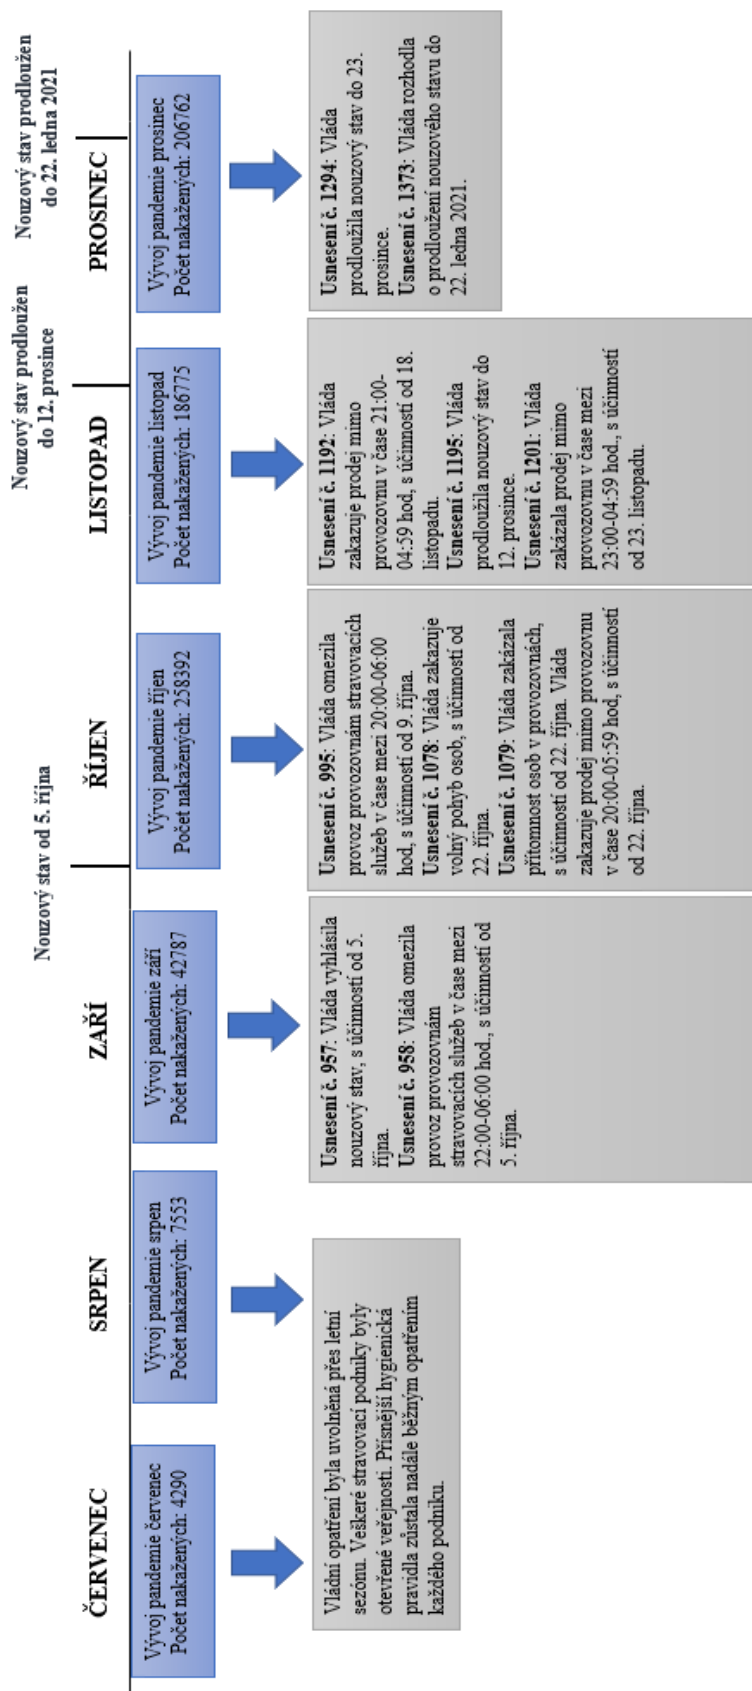 Nouzový stav od 5. října
Nouzový stav prodloužen
do 12. prosince
Nouzový stav prodloužen
do 22. ledna 2021
ČERVENEC
SRPEN
ZÁŘÍ
ŘÍJEN
LISTOPAD
PROSINEC
Vývoj pandemie červenec
Počet nakažených: 4290
Vývoj pandemie srpen
Počet nakažených: 7553
Vývoj pandemie září
Počet nakažených: 42787
Vývoj pandemie říjen
Počet nakažených: 258392
Vývoj pandemie listopad
Počet nakažených: 186775
Vývoj pandemie prosinec
Počet nakažených: 206762
Vládní opatření byla uvolněná přes letní
sezónu. Veškeré stravovací podniky byly
otevřené veřejnosti. Přísnější hygienická
pravidla zůstala nadále běžným opatřením
každého podniku.
Usnesení č. 957: Vláda vyhlásila
nouzový stav, s účinností od 5.
října.
Usnesení č. 958: Vláda omezila
provoz provozovnám
stravovacích služeb v čase mezi
22:00-06:00 hod., s účinností od
5. října.
Usnesení č. 995: Vláda omezila
provoz provozovnám stravovacích
služeb v čase mezi 20:00-06:00
hod, s účinností od 9. října.
Usnesení č. 1078: Vláda zakazuje
volný pohyb osob, s účinností od
22. října.
Usnesení č. 1079: Vláda zakázala
přítomnost osob v provozovnách,
s účinností od 22. října. Vláda
zakazuje prodej mimo provozovnu
v čase 20:00-05:59 hod, s účinností
od 22. října.
Usnesení č. 1192: Vláda
zakazuje prodej mimo
provozovnu v čase 21:00-
04:59 hod, s účinností od 18.
listopadu.
Usnesení č. 1195: Vláda
prodloužila nouzový stav do
12. prosince.
Usnesení č. 1201: Vláda
zakázala prodej mimo
provozovnu v čase mezi
23:00-04:59 hod., s účinností
od 23. listopadu.
Usnesení č. 1294: Vláda
prodloužila nouzový stav do 23.
prosince.
Usnesení č. 1373: Vláda rozhodla
o prodloužení nouzového stavu do
22. ledna 2021.